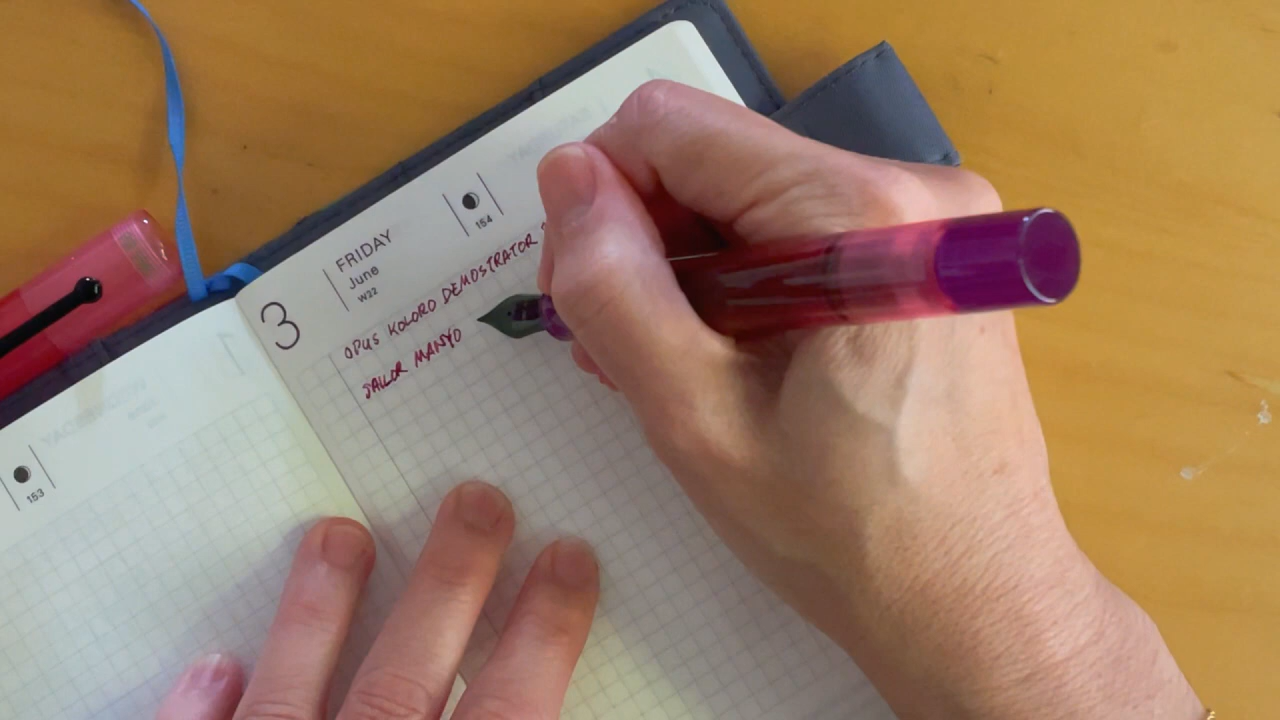 153
3
FRIDAY
June
W22
154
OPUS KOLORO DEMOSTRATOR
SAILOR MANYO